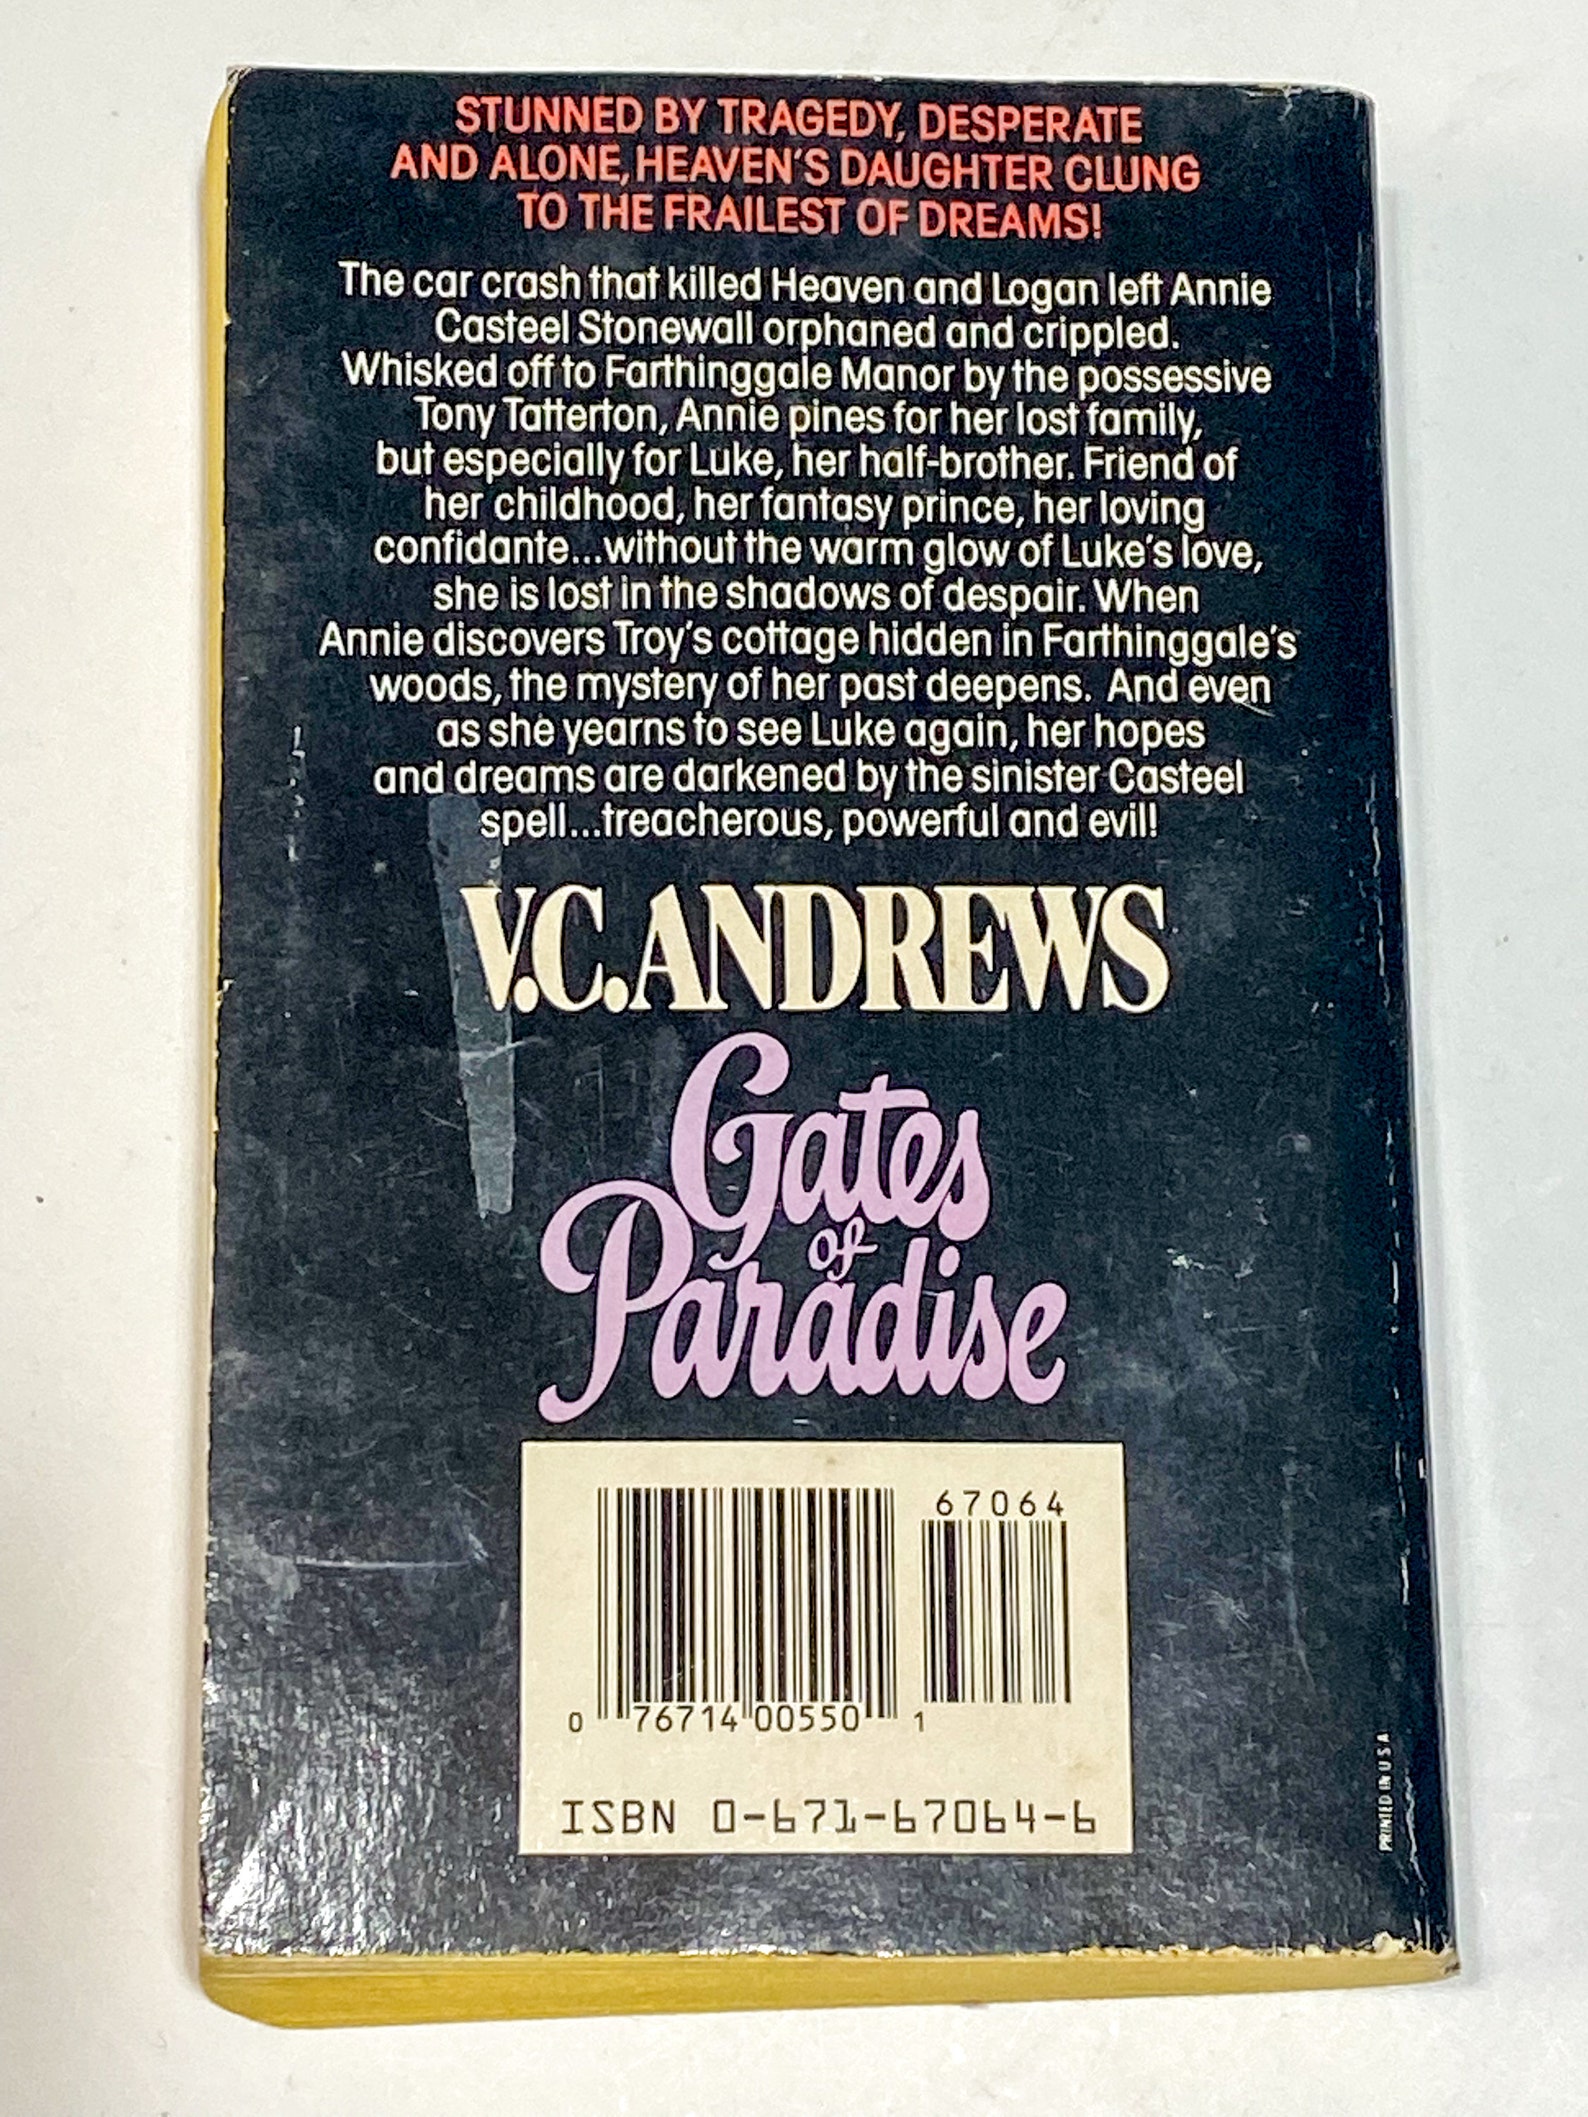 STUNNED BY TRAGEDY, DESPERATE
AND ALONE, HEAVEN'S DAUGHTER CLUNG
TO THE FRAILEST OF DREAMS!
The car crash that killed Heaven and Logan left Annie
Casteel Stonewall orphaned and crippled.
Whisked off to Farthinggale Manor by the possessive
Tony Tatterton, Annie pines for her lost family,
but especially for Luke, her half-brother. Friend of
her childhood, her fantasy prince, her loving
confidante...without the warm glow of Luke's love,
she is lost in the shadows of despair. When
Annie discovers Troy's cottage hidden in Farthinggale's
woods, the mystery of her past deepens. And even
as she yearns to see Luke again, her hopes
and dreams are darkened by the sinister Casteel
spell...treacherous, powerful and evil!
V.C. ANDREWS
Gates
of
Paradise
67064
0 76714 00550 1
ISBN 0-671-67064-6
PRINTED IN U S A